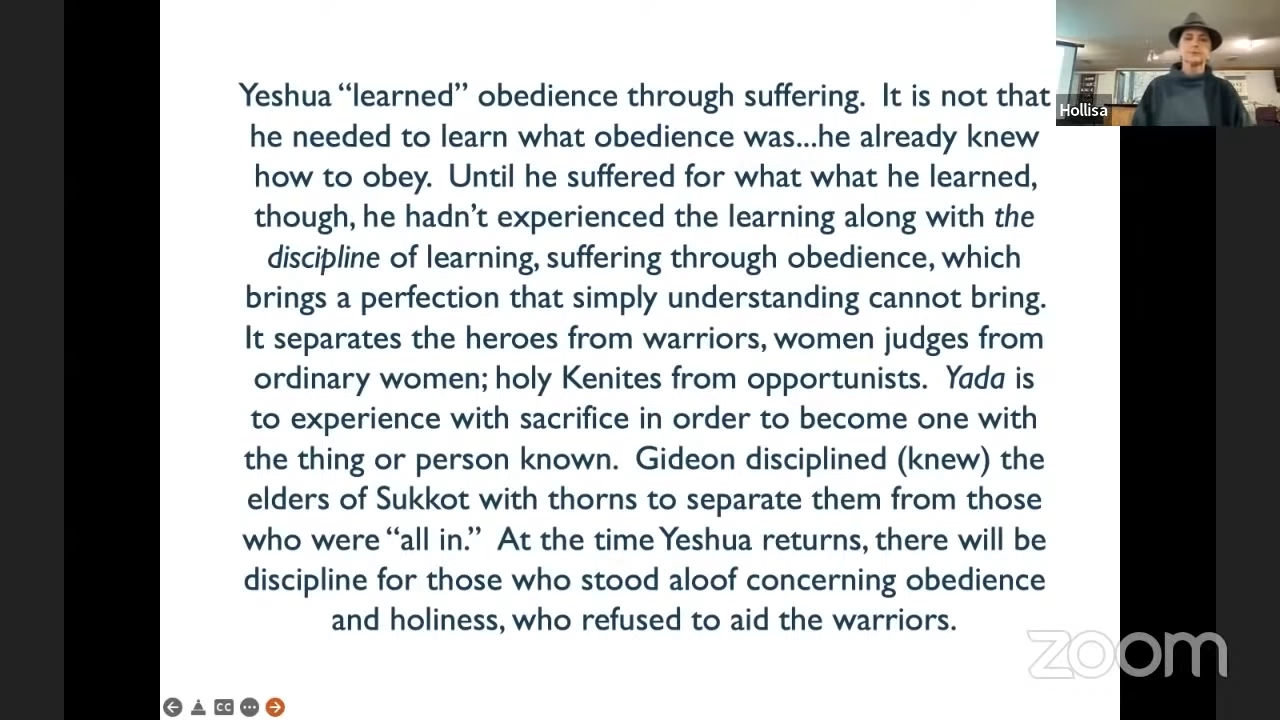 Yeshua “learned” obedience through suffering. It is not that
he needed to learn what obedience was...he already knew
how to obey. Until he suffered for what what he learned,
though, he hadn’t experienced the learning along with the
discipline of learning, suffering through obedience, which
brings a perfection that simply understanding cannot bring.
It separates the heroes from warriors, women judges from
ordinary women; holy Kenites from opportunists. Yada is
to experience with sacrifice in order to become one with
the thing or person known. Gideon disciplined (knew) the
elders of Sukkot with thorns to separate them from those
who were “all in.” At the time Yeshua returns, there will be
discipline for those who stood aloof concerning obedience
and holiness, who refused to aid the warriors.
Hollisa
zoom
CC